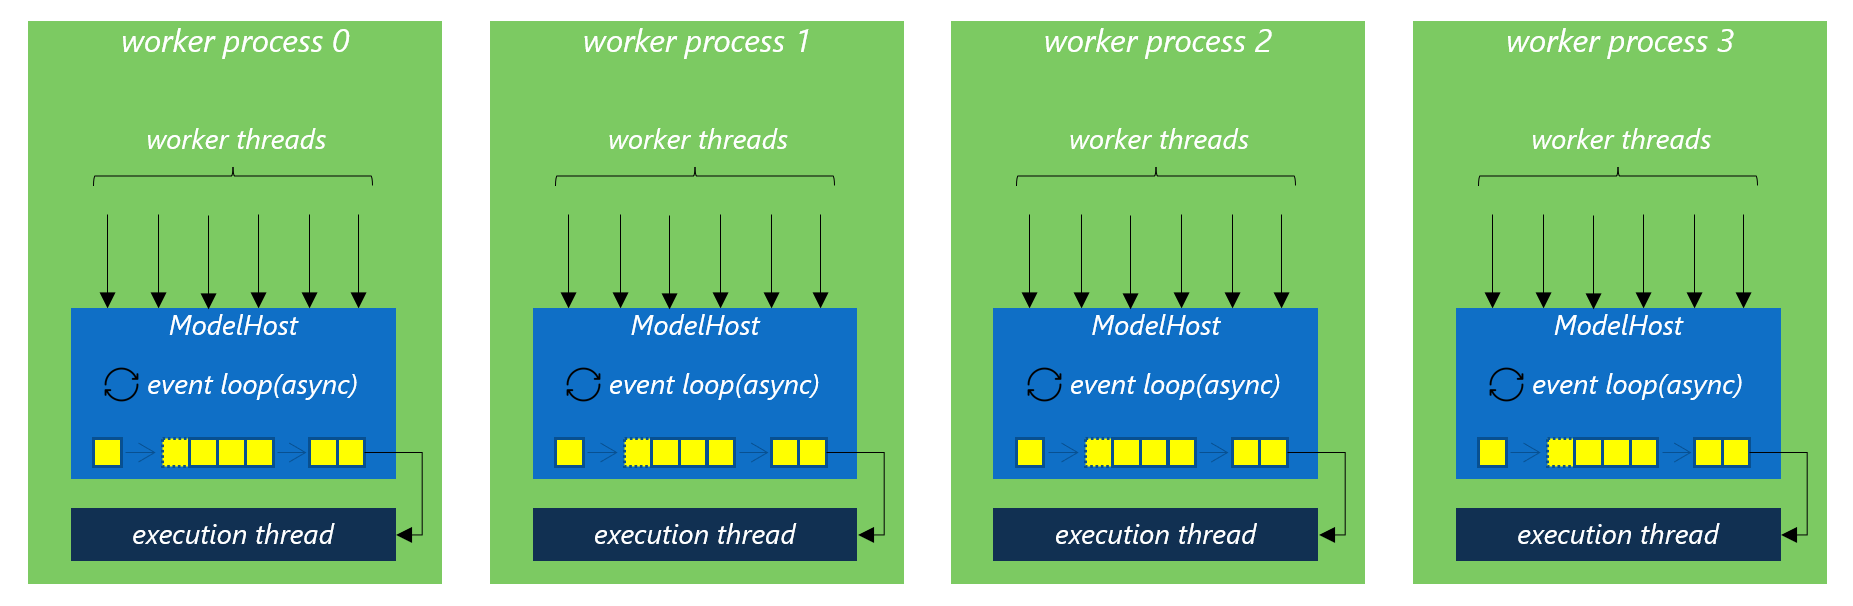 worker process 0
worker threads
ModelHost
event loop(async)
execution thread
worker process 1
worker threads
ModelHost
event loop(async)
execution thread
worker process 2
worker threads
ModelHost
event loop(async)
execution thread
worker process 3
worker threads
ModelHost
event loop(async)
execution thread